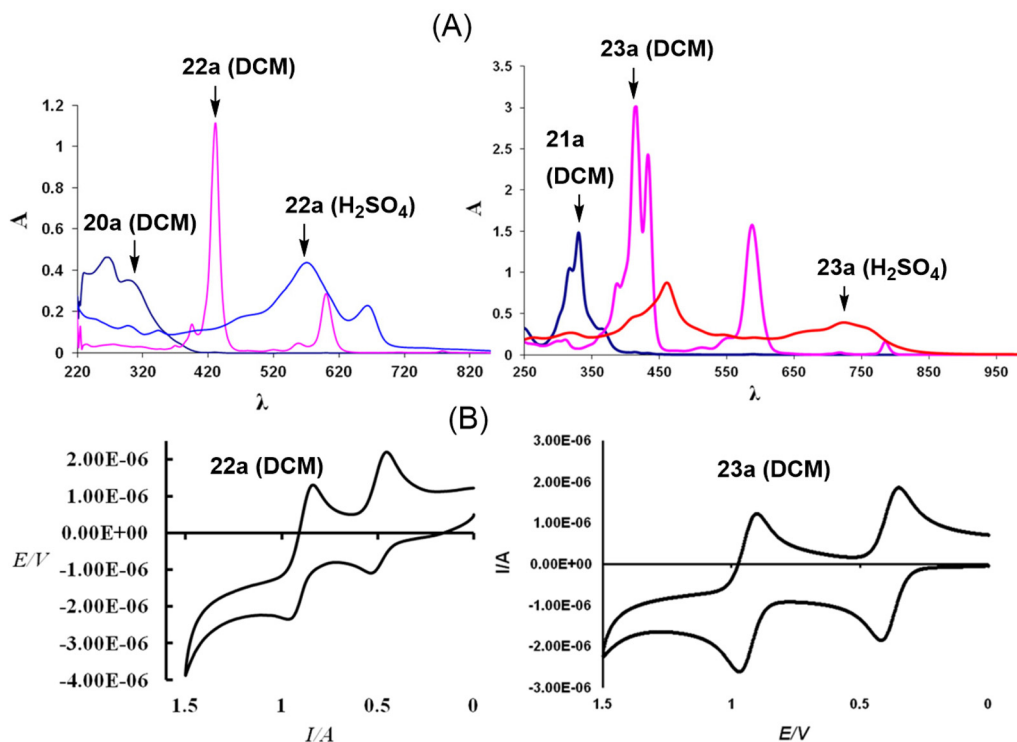 (A)
22a (DCM)
20a (DCM)
22a (H₂SO₄)
A
1.2
1
0.8
0.6
0.4
0.2
0
220 320 420 520 620 720 820
λ
23a (DCM)
21a
(DCM)
23a (H₂SO₄)
A
3.5
3
2.5
2
1.5
1
0.5
0
250 350 450 550 650 750 850 950
λ
(B)
22a (DCM)
E/V
2.00E-06
1.00E-06
0.00E+00
-1.00E-06
-2.00E-06
-3.00E-06
-4.00E-06
1.5 1 0.5 0
I/A
23a (DCM)
I/A
3.00E-06
2.00E-06
1.00E-06
0.00E+00
-1.00E-06
-2.00E-06
-3.00E-06
1.5 1 0.5 0
E/V